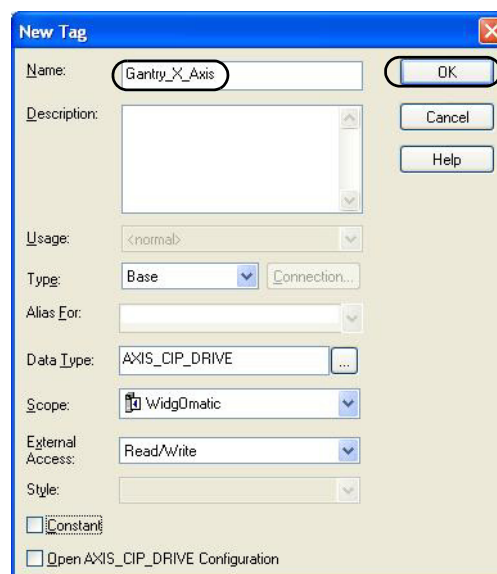 New Tag
Name: Gantry_X_Axis OK
Description: Cancel
Help
Usage: <normal>
Type: Base Connection...
Alias For:
Data Type: AXIS_CIP_DRIVE ...
Scope: WidgOmatic
External Access: Read/Write
Style:
Constant
Open AXIS_CIP_DRIVE Configuration